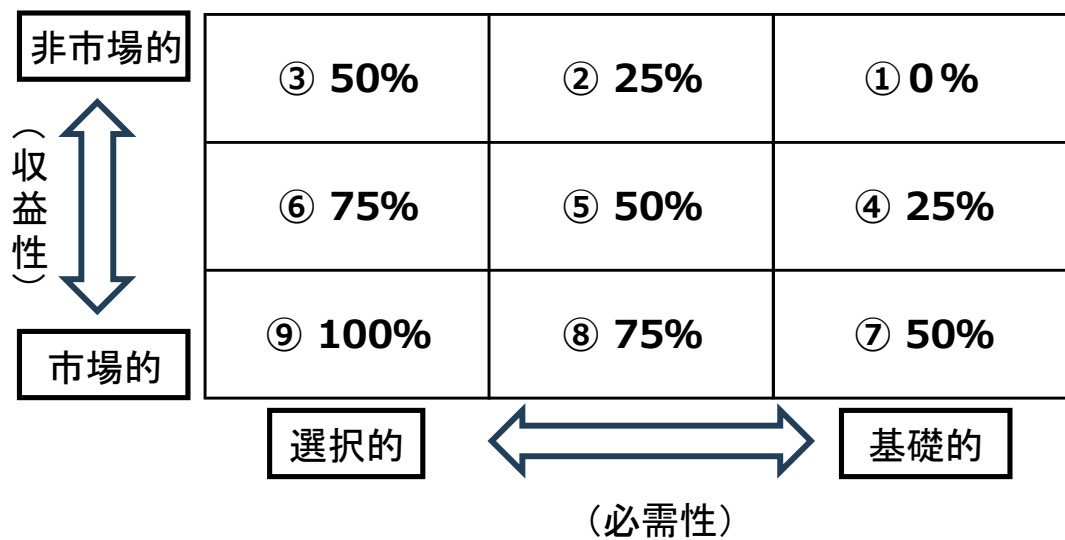 非市場的
(収益性)
市場的
③ 50%
② 25%
① 0%
⑥ 75%
⑤ 50%
④ 25%
⑨ 100%
⑧ 75%
⑦ 50%
選択的
基礎的
(必需性)